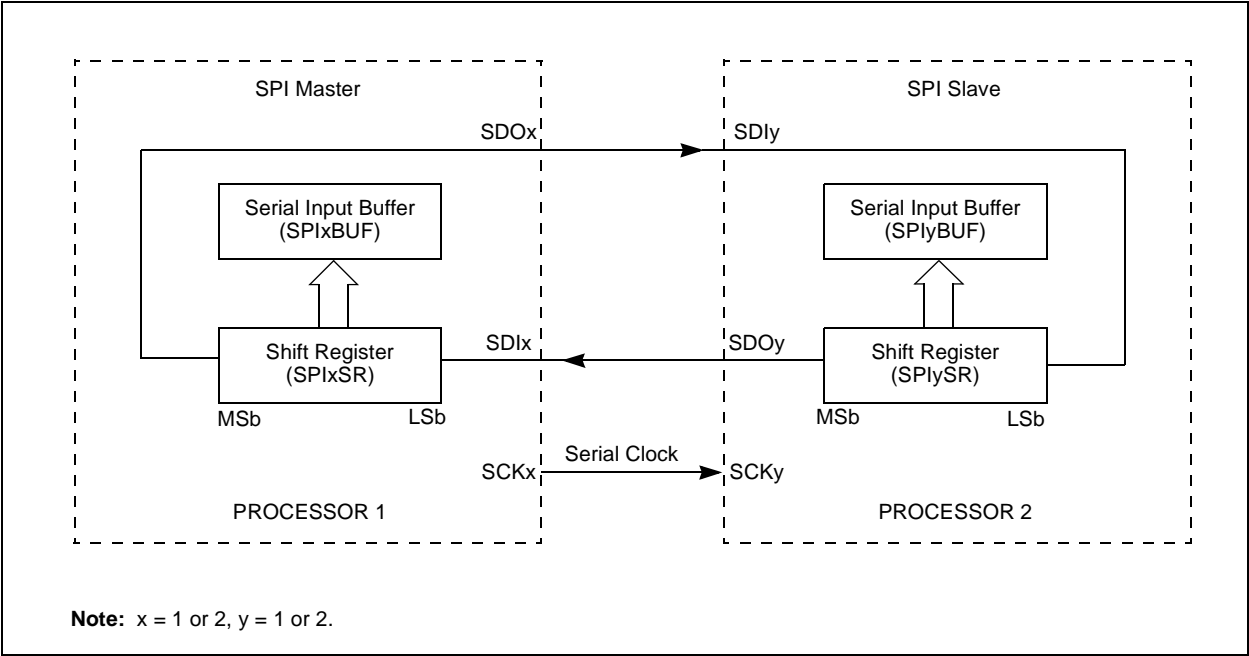 SPI Master
SPI Slave
SDOx
SDIy
Serial Input Buffer
(SPIxBUF)
Serial Input Buffer
(SPIyBUF)
SDIx
SDOy
Shift Register
(SPIxSR)
Shift Register
(SPIySR)
MSb
LSb
MSb
LSb
Serial Clock
SCKx
SCKy
PROCESSOR 1
PROCESSOR 2
Note: x = 1 or 2, y = 1 or 2.